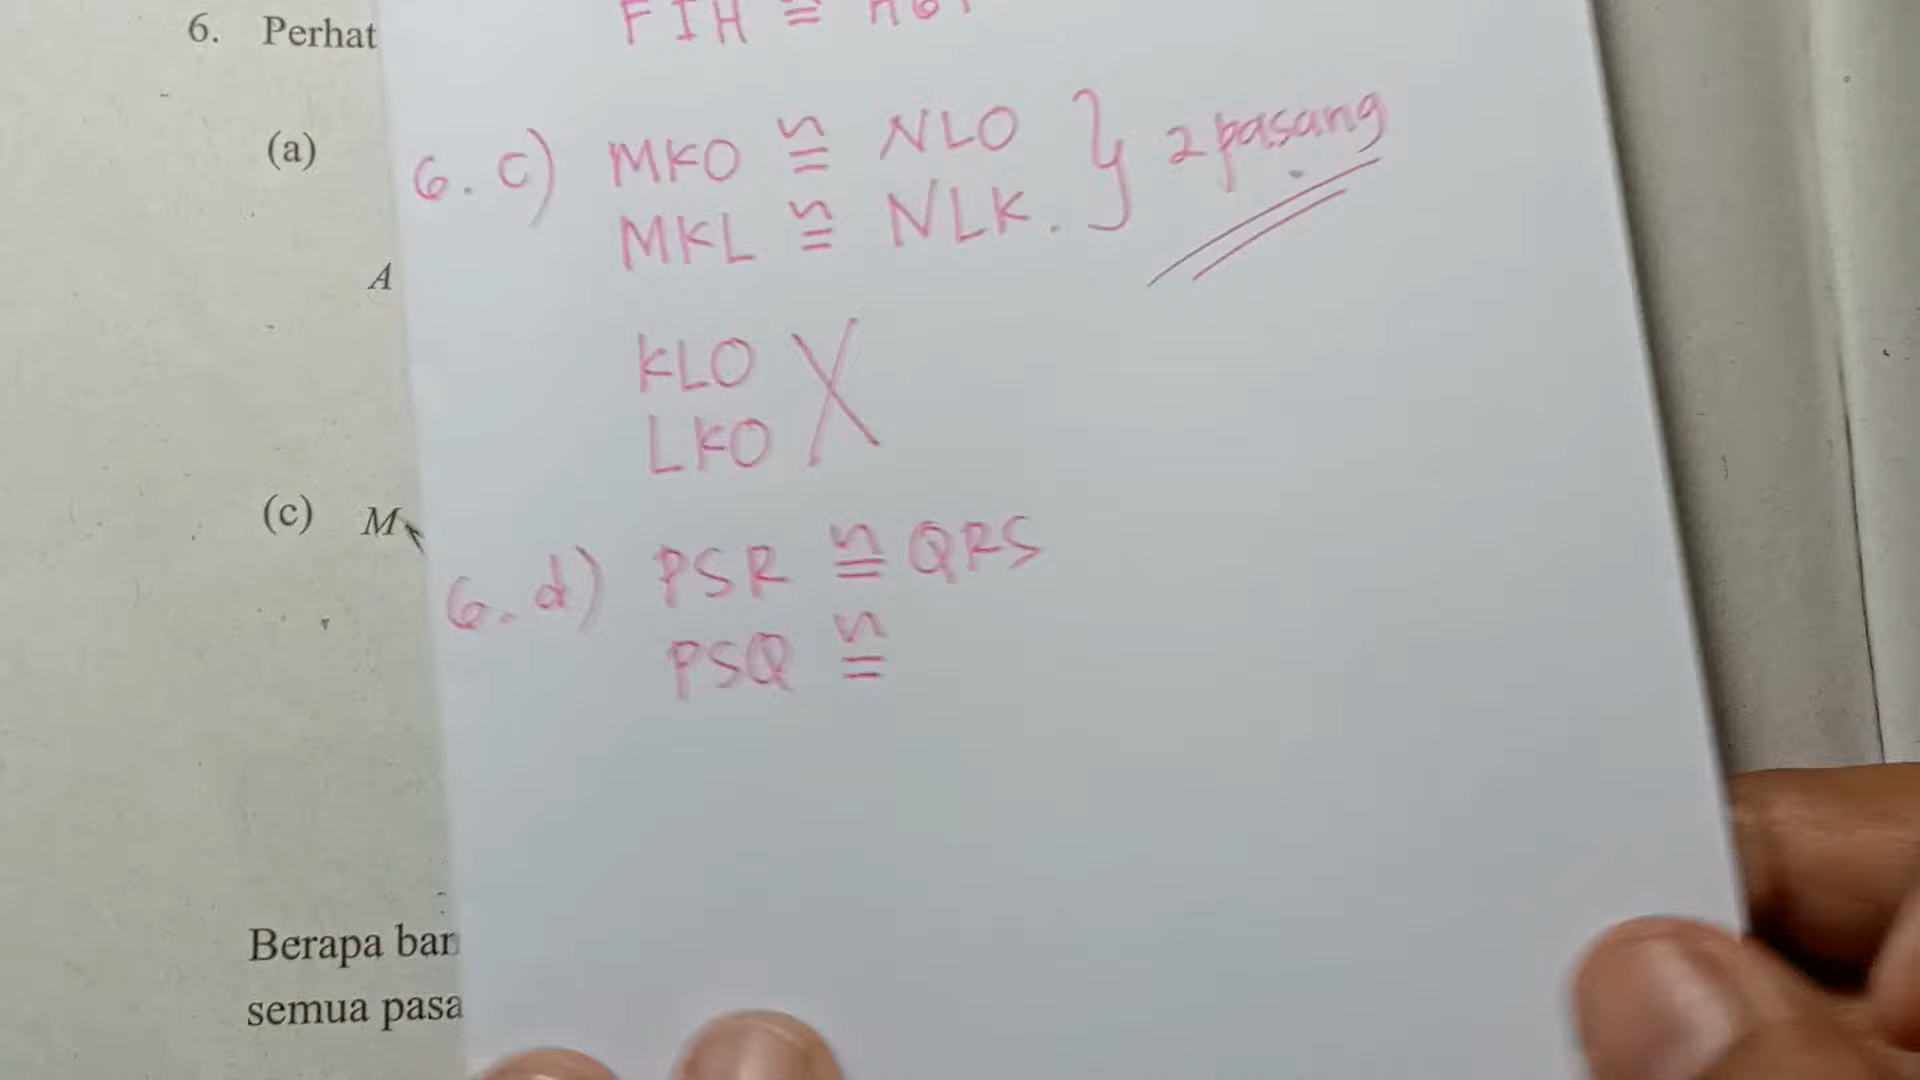 6. Perhat
FIH ≅
(a)
6. c) MKO ≅ NLO } 2 pasang
MKL ≅ NLK.
A
KLO
LKO
(c) M
6. d) PSR ≅ QRS
PSQ ≅
Berapa ban
semua pasa